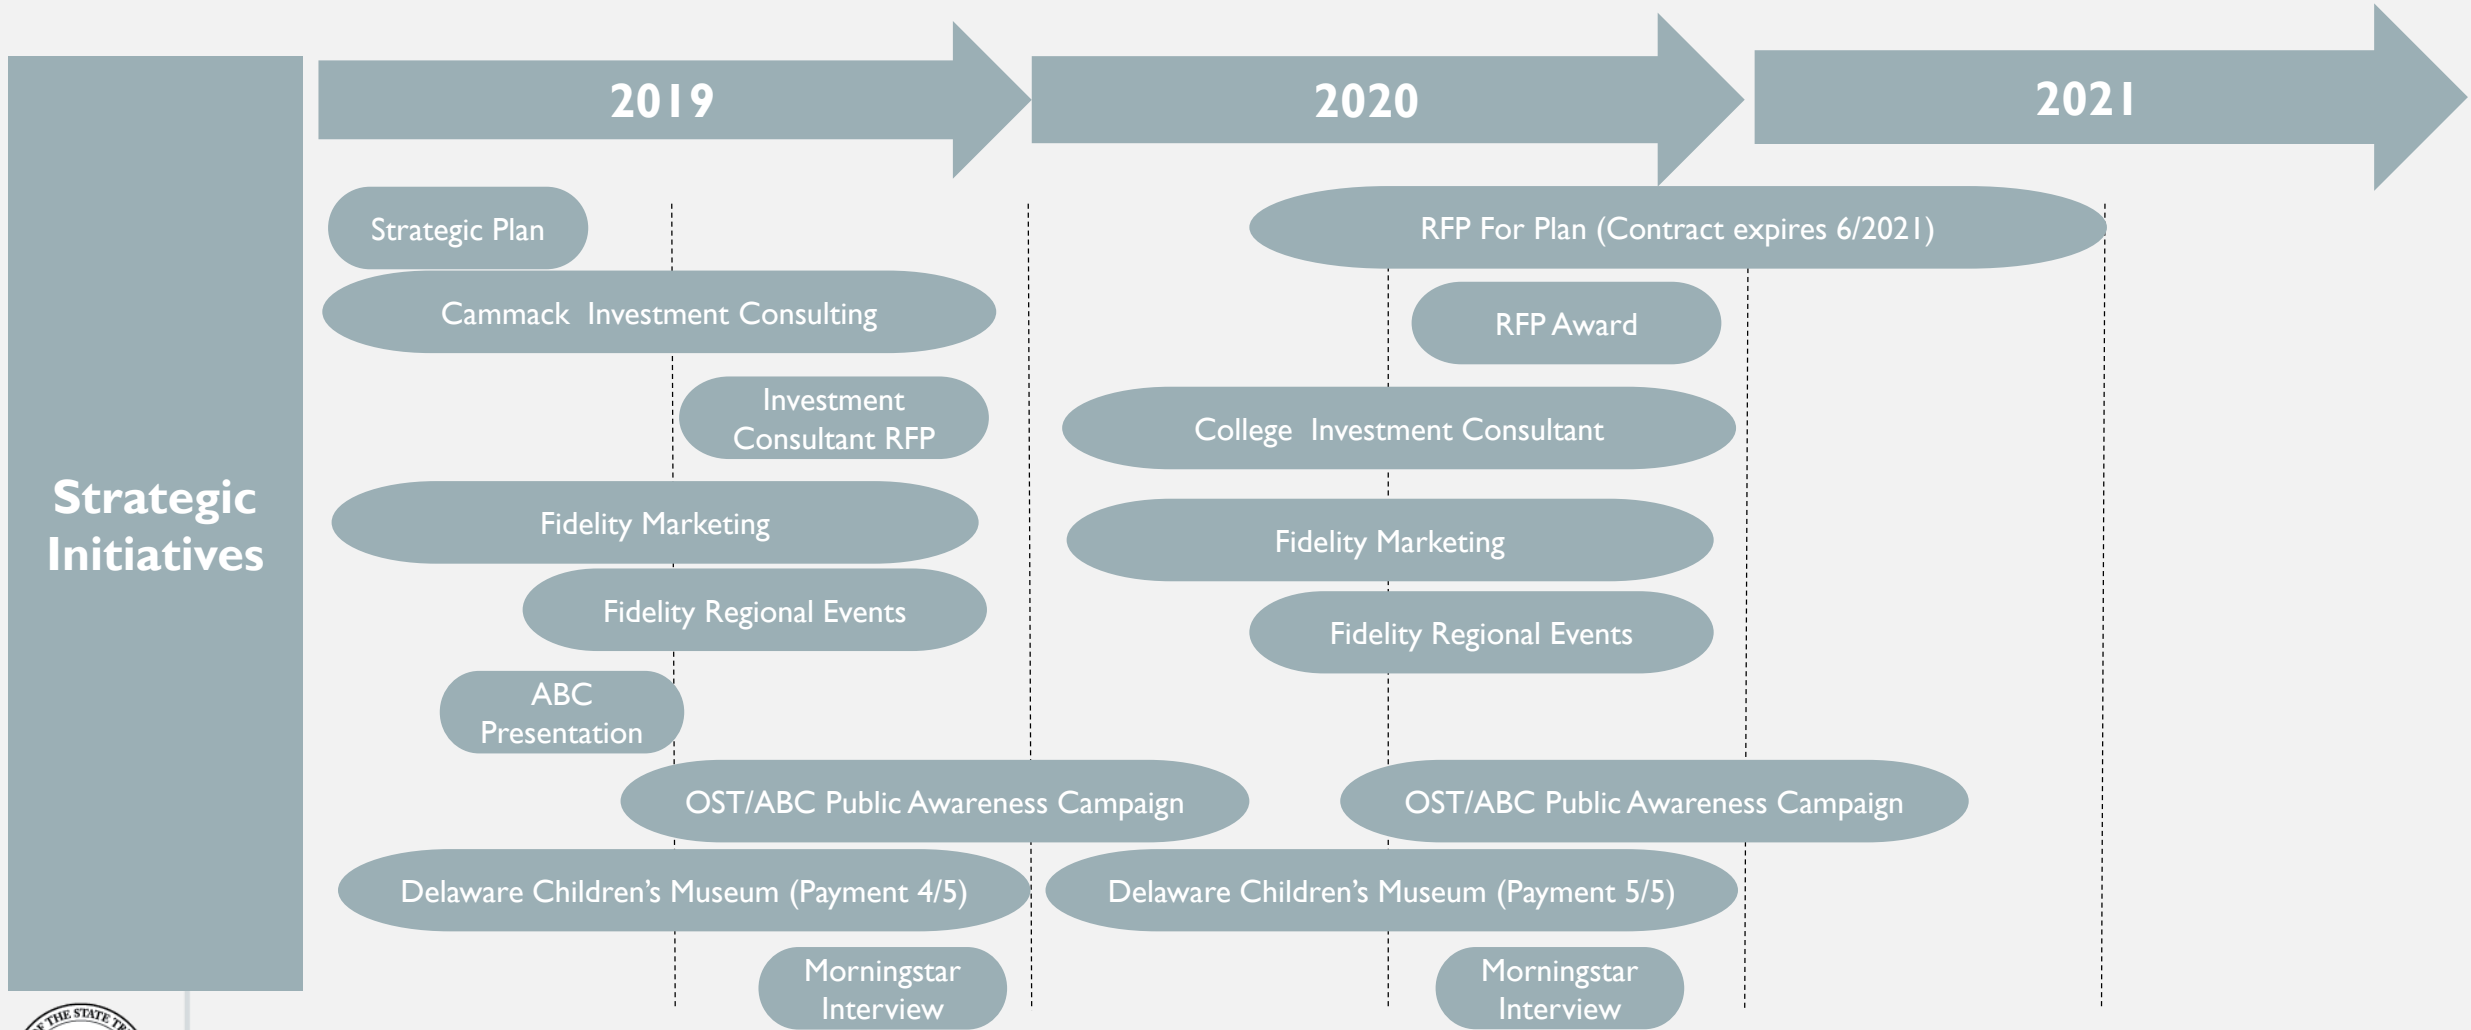 2019
2020
2021
Strategic
Initiatives
Strategic Plan
RFP For Plan (Contract expires 6/2021)
Cammack  Investment Consulting
RFP Award
Investment
Consultant RFP
College  Investment Consultant
Fidelity Marketing
Fidelity Marketing
Fidelity Regional Events
Fidelity Regional Events
ABC
Presentation
OST/ABC Public Awareness Campaign
OST/ABC Public Awareness Campaign
Delaware Children’s Museum (Payment 4/5)
Delaware Children’s Museum (Payment 5/5)
Morningstar
Interview
Morningstar
Interview
OF THE STATE